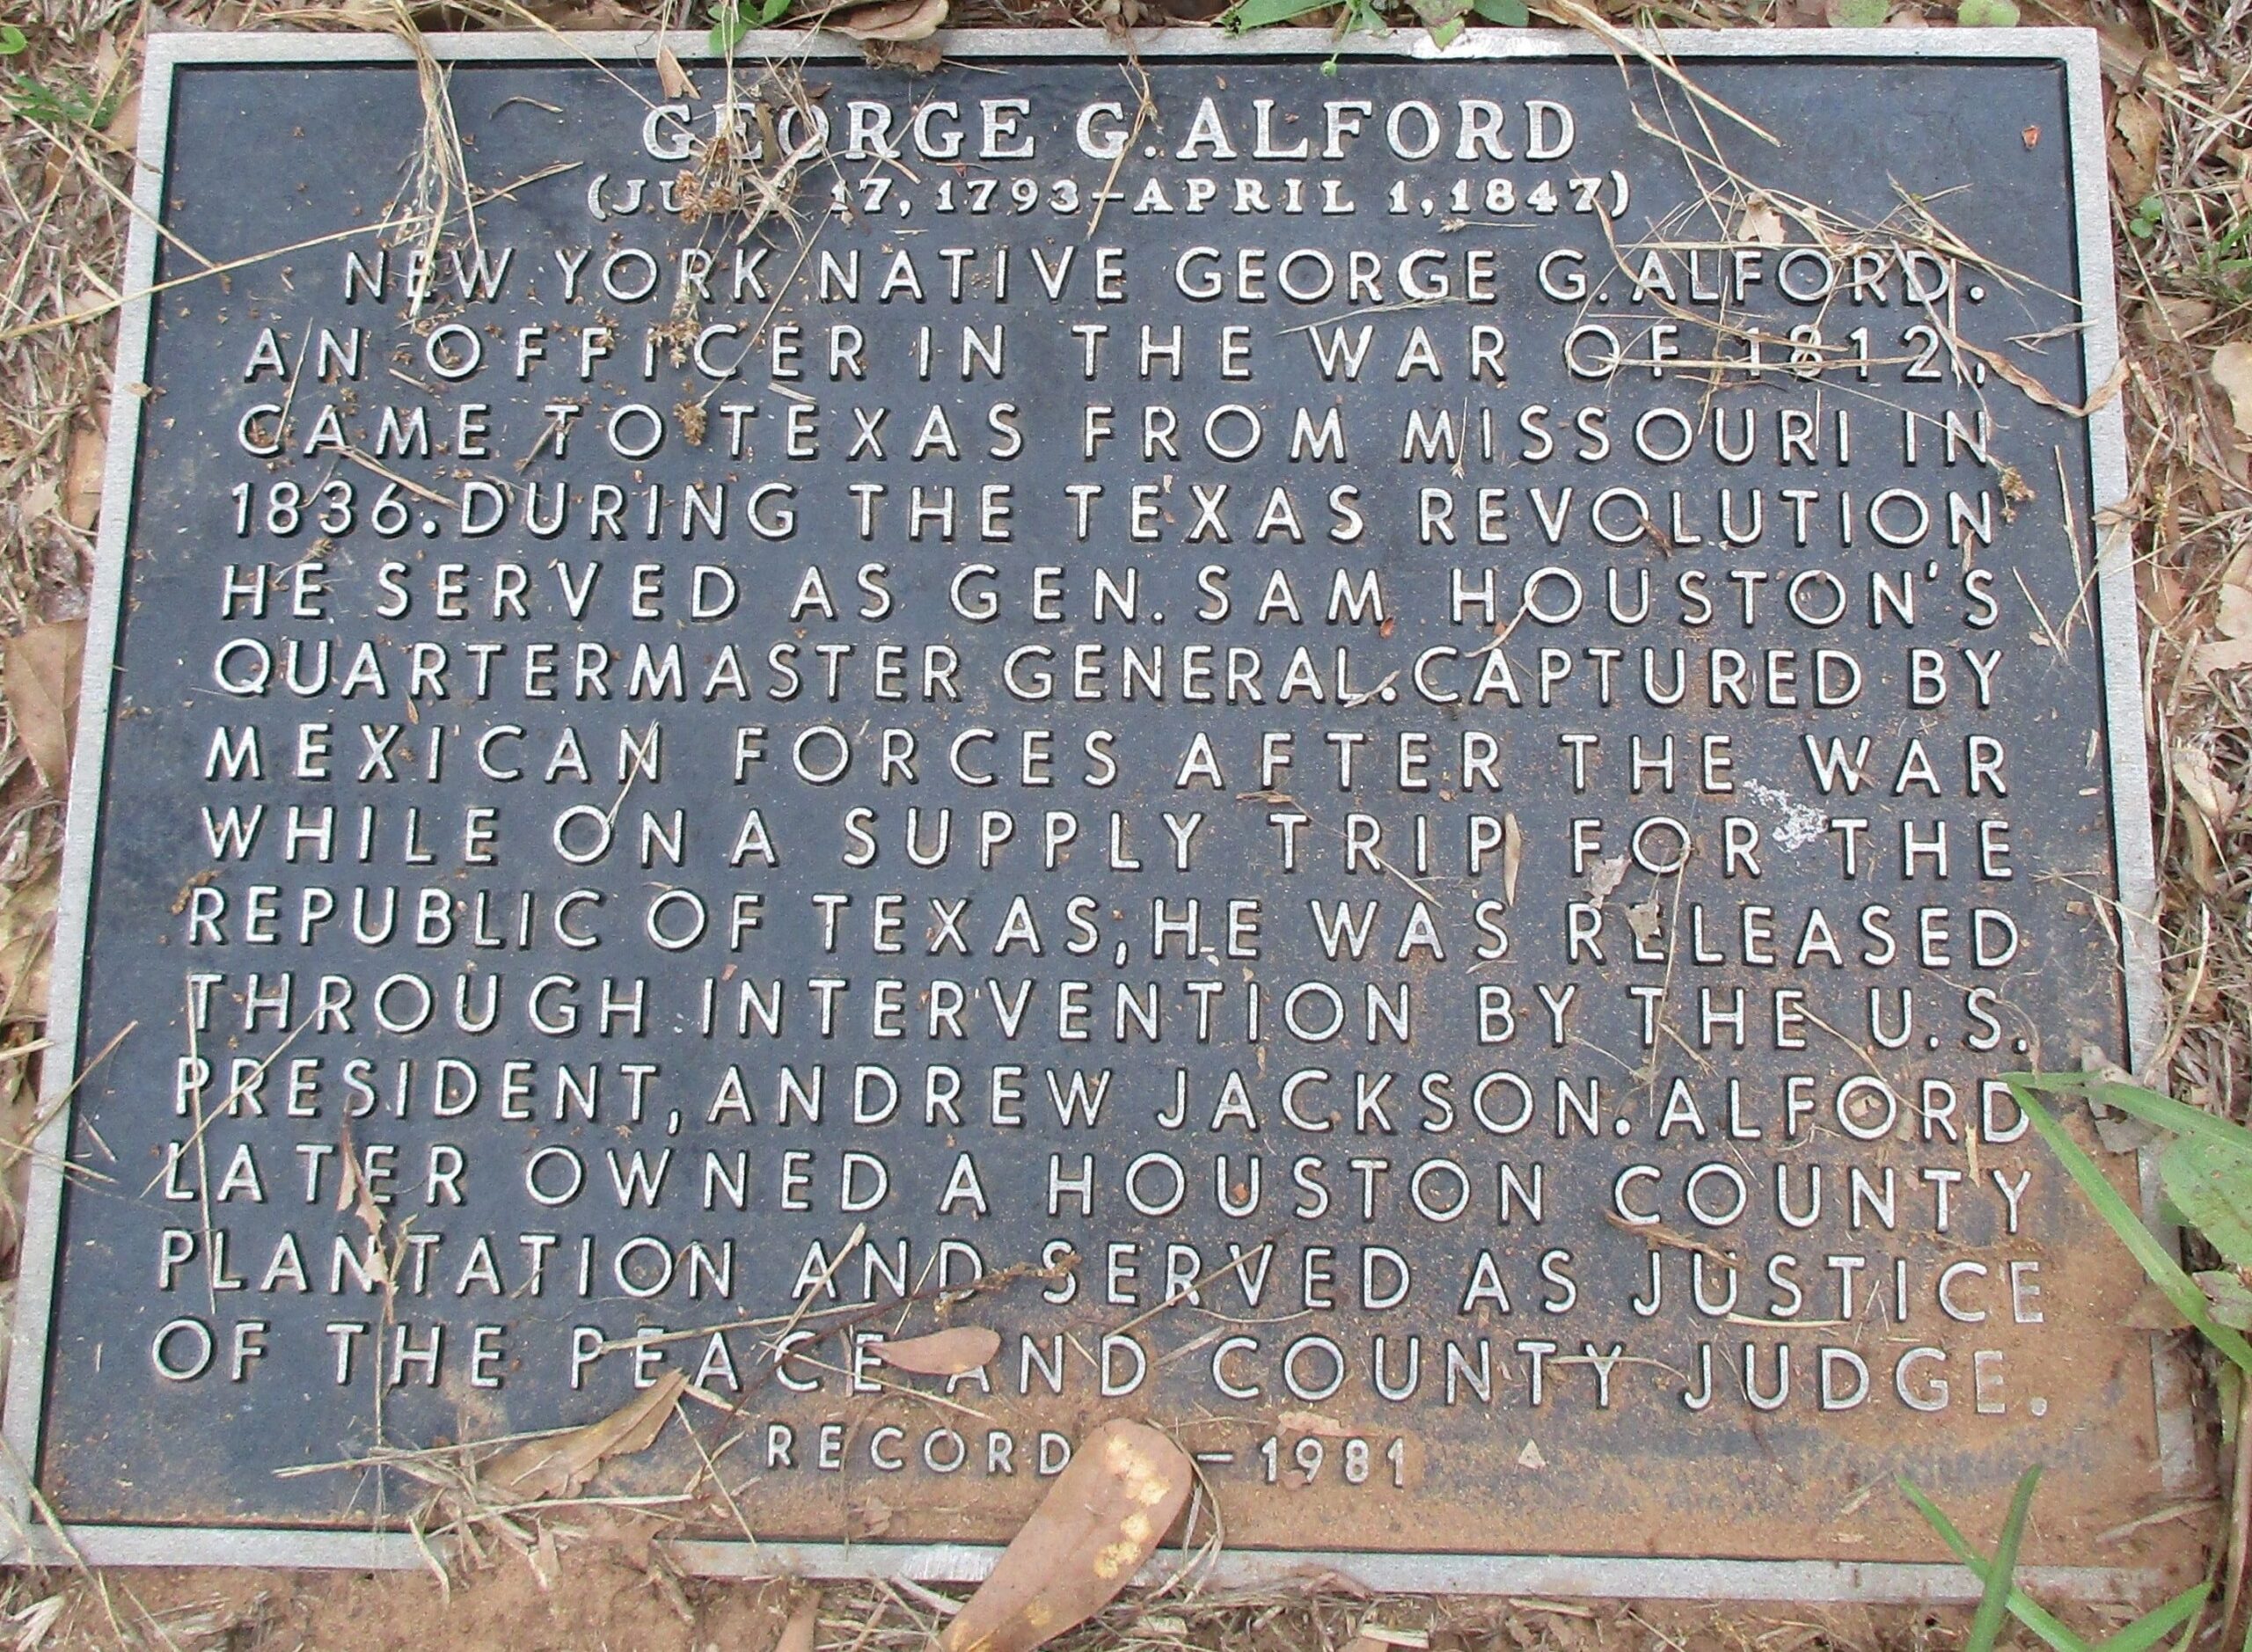 GEORGE G. ALFORD
17, 1793-APRIL 1, 1847)
NEW YORK NATIVE GEORGE G. ALFORD.
AN OFFICER IN THE WAR OF 1812,
CAME TO TEXAS FROM MISSOURI IN
1836. DURING THE TEXAS REVOLUTION
HE SERVED AS GEN. SAM HOUSTON'S
QUARTERMASTER GENERAL. CAPTURED BY
MEXICAN FORCES AFTER THE WAR
WHILE ON A SUPPLY TRIP FOR THE
REPUBLIC OF TEXAS, HE WAS RELEASED
THROUGH INTERVENTION BY THE U.S.
PRESIDENT, ANDREW JACKSON. ALFORD
LATER OWNED A HOUSTON COUNTY
PLANTATION AND SERVED AS JUSTICE
OF THE PEACE AND COUNTY JUDGE.
RECORD -1981